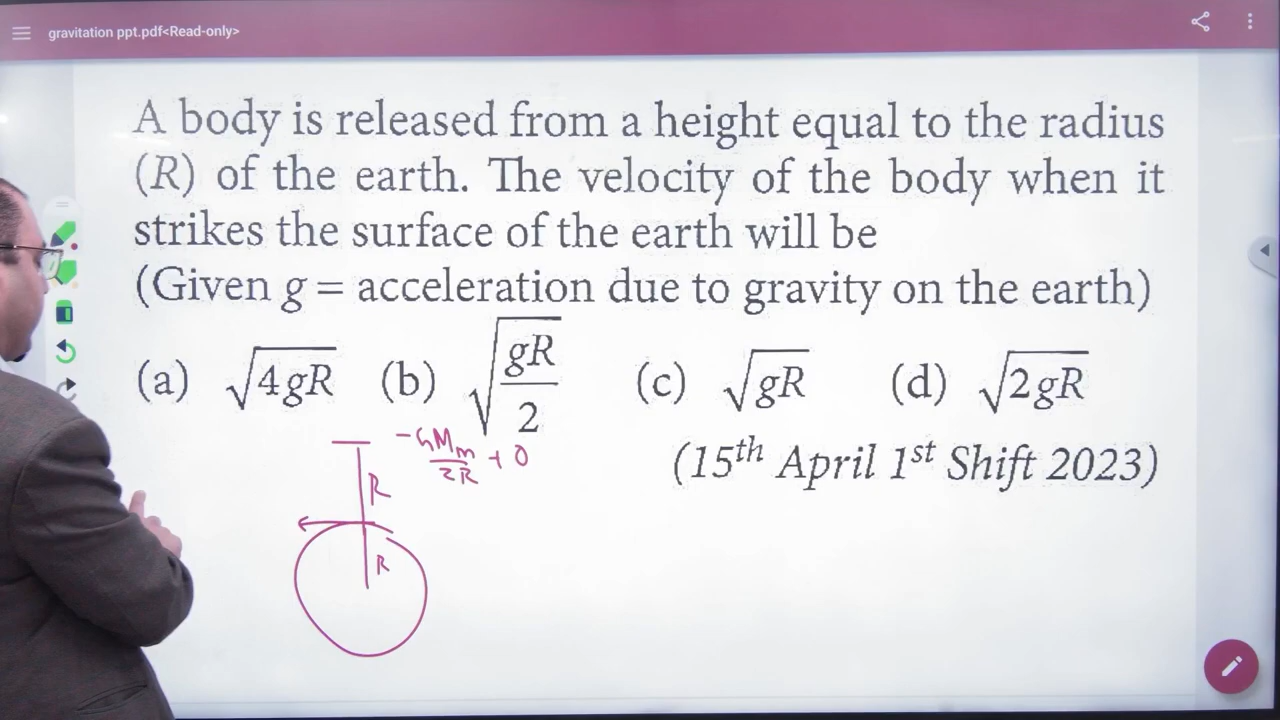 gravitation ppt.pdf<Read-only>
A body is released from a height equal to the radius
(R) of the earth. The velocity of the body when it
strikes the surface of the earth will be
(Given g = acceleration due to gravity on the earth)
(a) √4gR (b) √gR/2 (c) √gR (d) √2gR
-GMm/2R + 0
(15th April 1st Shift 2023)
R
R